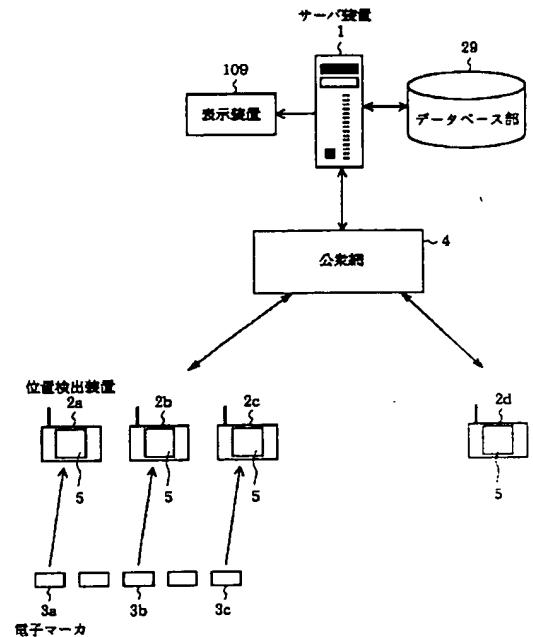 サーバ装置
1
29
109
表示装置
データベース部
公衆網
4
位置検出装置
2a
2b
2c
2d
5
5
5
5
3a
3b
3c
電子マーカ